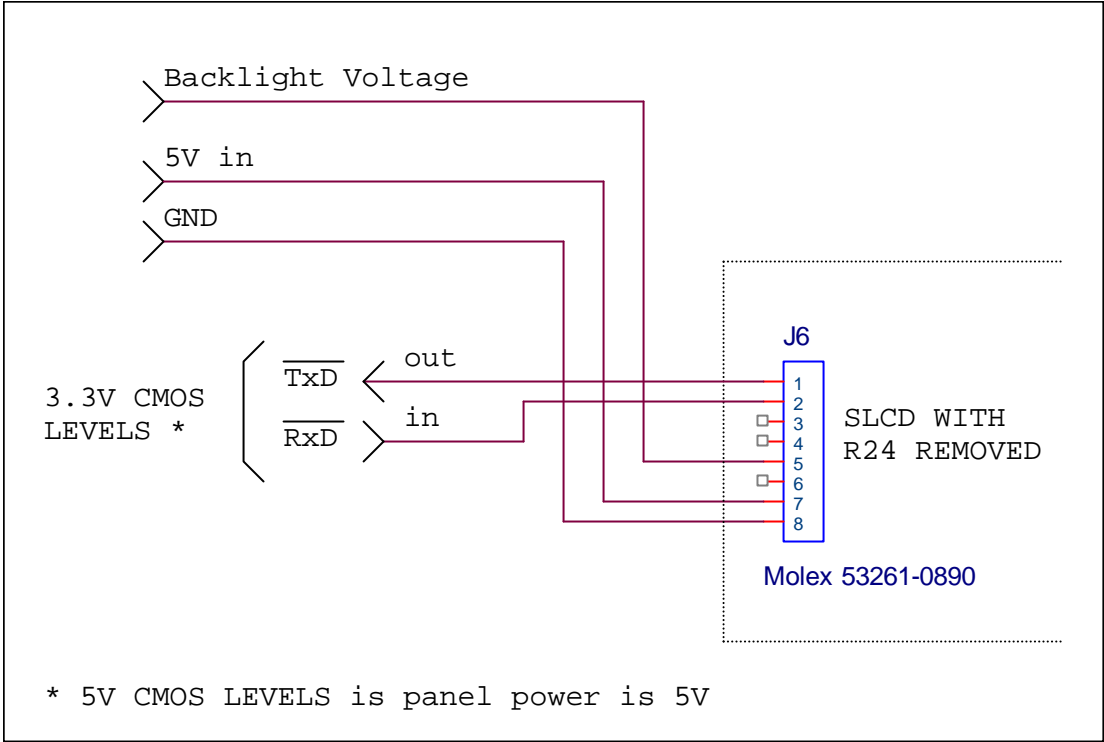 Backlight Voltage
5V in
GND
J6
out
TxD
in
RxD
3.3V CMOS
LEVELS *
1
2
3
4
5
6
7
8
SLCD WITH
R24 REMOVED
Molex 53261-0890
* 5V CMOS LEVELS is panel power is 5V